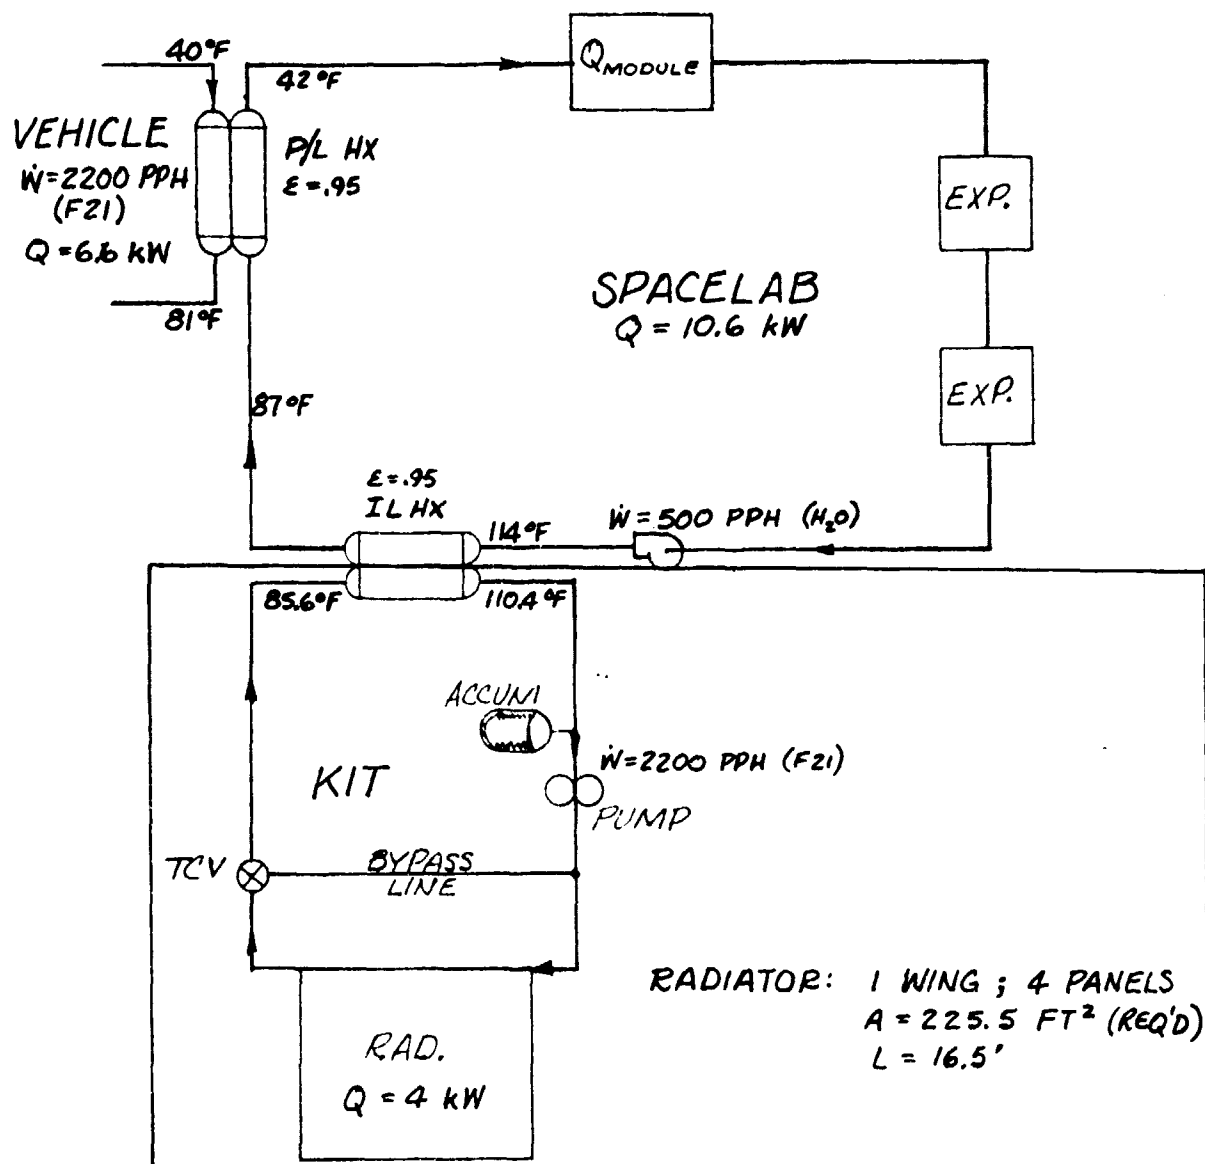 40°F
42°F
QMODULE
VEHICLE
Ẇ=2200 PPH
(F21)
Q=6.6 kW
P/L HX
ε=.95
81°F
EXP.
SPACELAB
Q = 10.6 kW
EXP.
87°F
ε=.95
IL HX
114°F
Ẇ=500 PPH (H₂O)
85.6°F
110.4°F
ACCUM
Ẇ=2200 PPH (F21)
KIT
PUMP
TCV
BYPASS
LINE
RADIATOR: 1 WING ; 4 PANELS
A = 225.5 FT² (REQ'D)
L = 16.5'
RAD.
Q = 4 kW